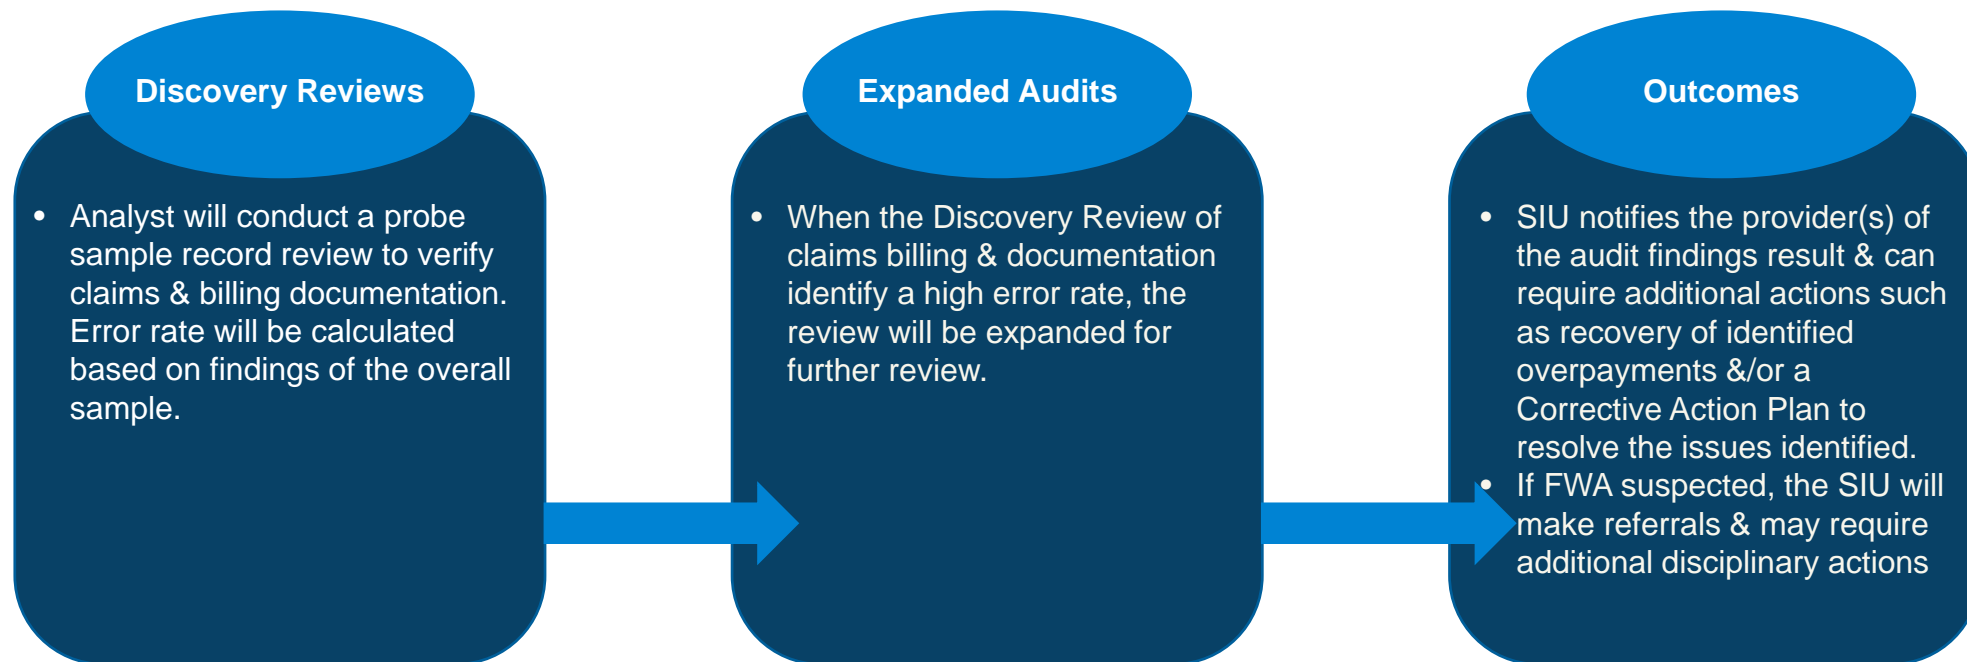 Discovery Reviews
• Analyst will conduct a probe
sample record review to verify
claims & billing documentation.
Error rate will be calculated
based on findings of the overall
sample.
Expanded Audits
• When the Discovery Review of
claims billing & documentation
identify a high error rate, the
review will be expanded for
further review.
Outcomes
• SIU notifies the provider(s) of
the audit findings result & can
require additional actions such
as recovery of identified
overpayments &/or a
Corrective Action Plan to
resolve the issues identified.
• If FWA suspected, the SIU will
make referrals & may require
additional disciplinary actions